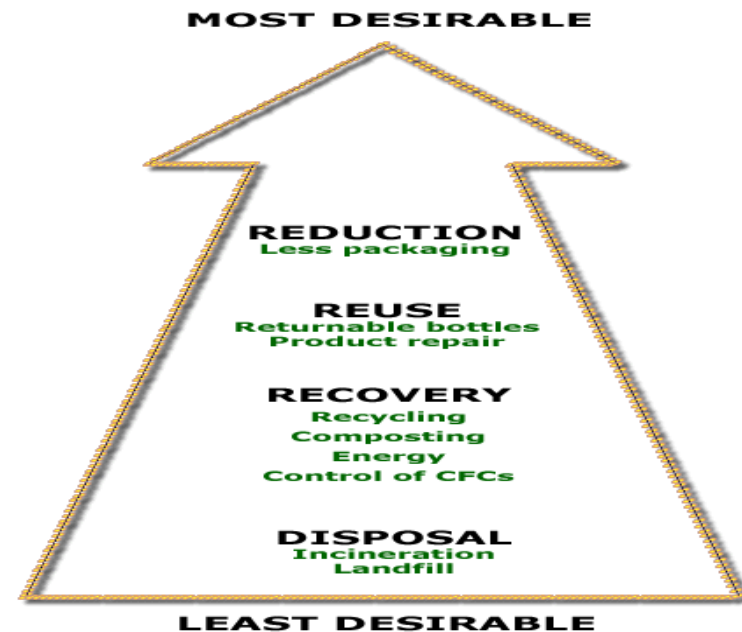 MOST DESIRABLE
REDUCTION
Less packaging
REUSE
Returnable bottles
Product repair
RECOVERY
Recycling
Composting
Energy
Control of CFCs
DISPOSAL
Incineration
Landfill
LEAST DESIRABLE